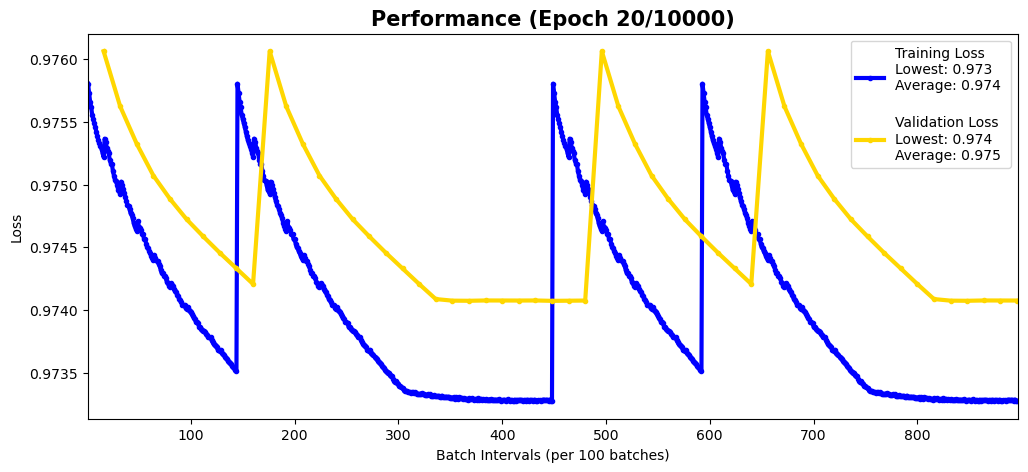 Performance (Epoch 20/10000)
Training Loss
Lowest: 0.973
Average: 0.974
Validation Loss
Lowest: 0.974
Average: 0.975
Loss
0.9760
0.9755
0.9750
0.9745
0.9740
0.9735
100 200 300 400 500 600 700 800
Batch Intervals (per 100 batches)